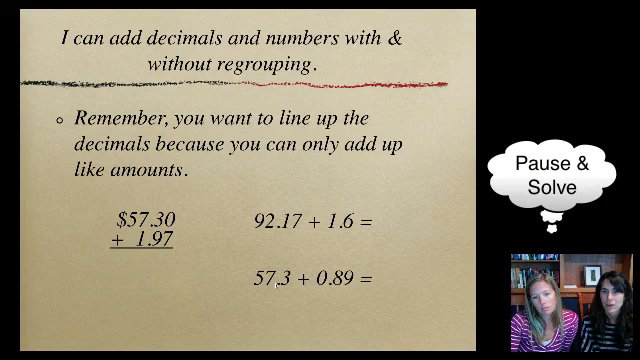 I can add decimals and numbers with &
without regrouping.
Remember, you want to line up the
decimals because you can only add up
like amounts.
$57.30
+ 1.97
92.17 + 1.6 =
57.3 + 0.89 =
Pause &
Solve